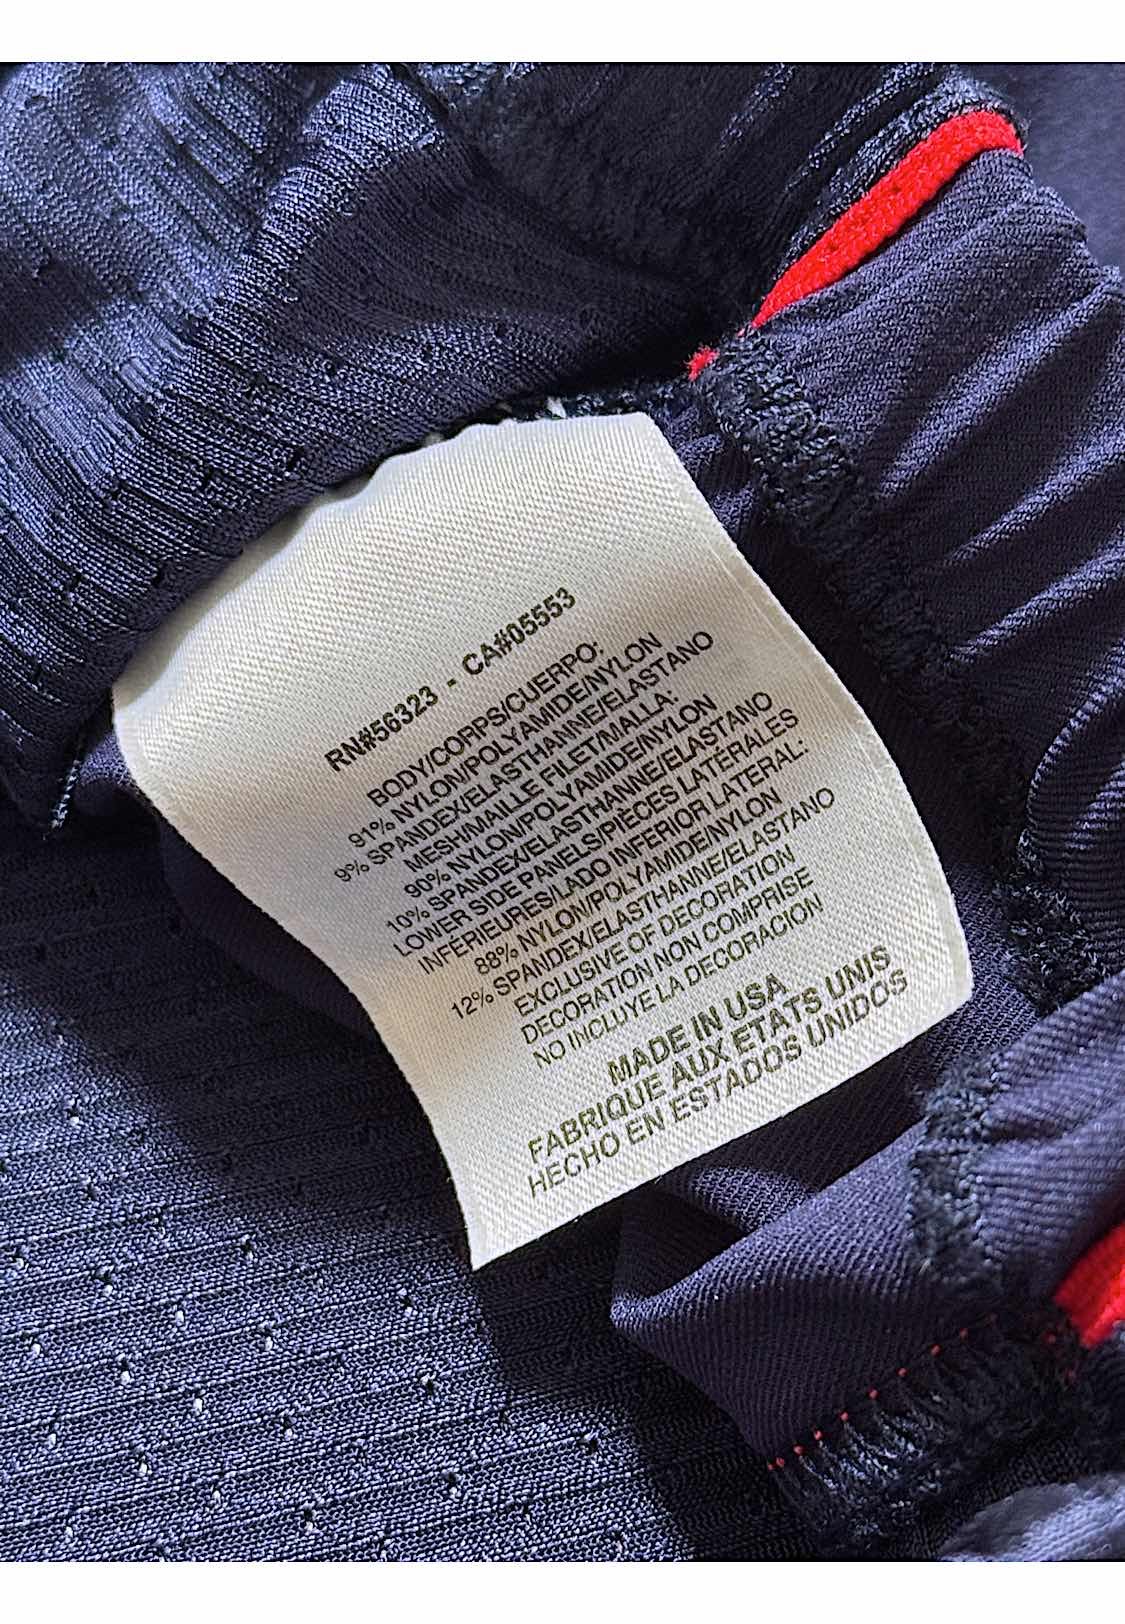 RN#56323 - CA#05553
BODY/CORPS/CUERPO:
91% NYLON/POLYAMIDE/NYLON
9% SPANDEX/ELASTHANNE/ELASTANO
MESH/MAILLE FILET/MALLA:
90% NYLON/POLYAMIDE/NYLON
10% SPANDEX/ELASTHANNE/ELASTANO
LOWER SIDE PANELS/PIÈCES LATÉRALES
INFÉRIEURES/LADO INFERIOR LATERAL:
88% NYLON/POLYAMIDE/NYLON
12% SPANDEX/ELASTHANNE/ELASTANO
EXCLUSIVE OF DECORATION
DECORATION NON COMPRISE
NO INCLUYE LA DECORACION
MADE IN USA
FABRIQUE AUX ETATS UNIS
HECHO EN ESTADOS UNIDOS